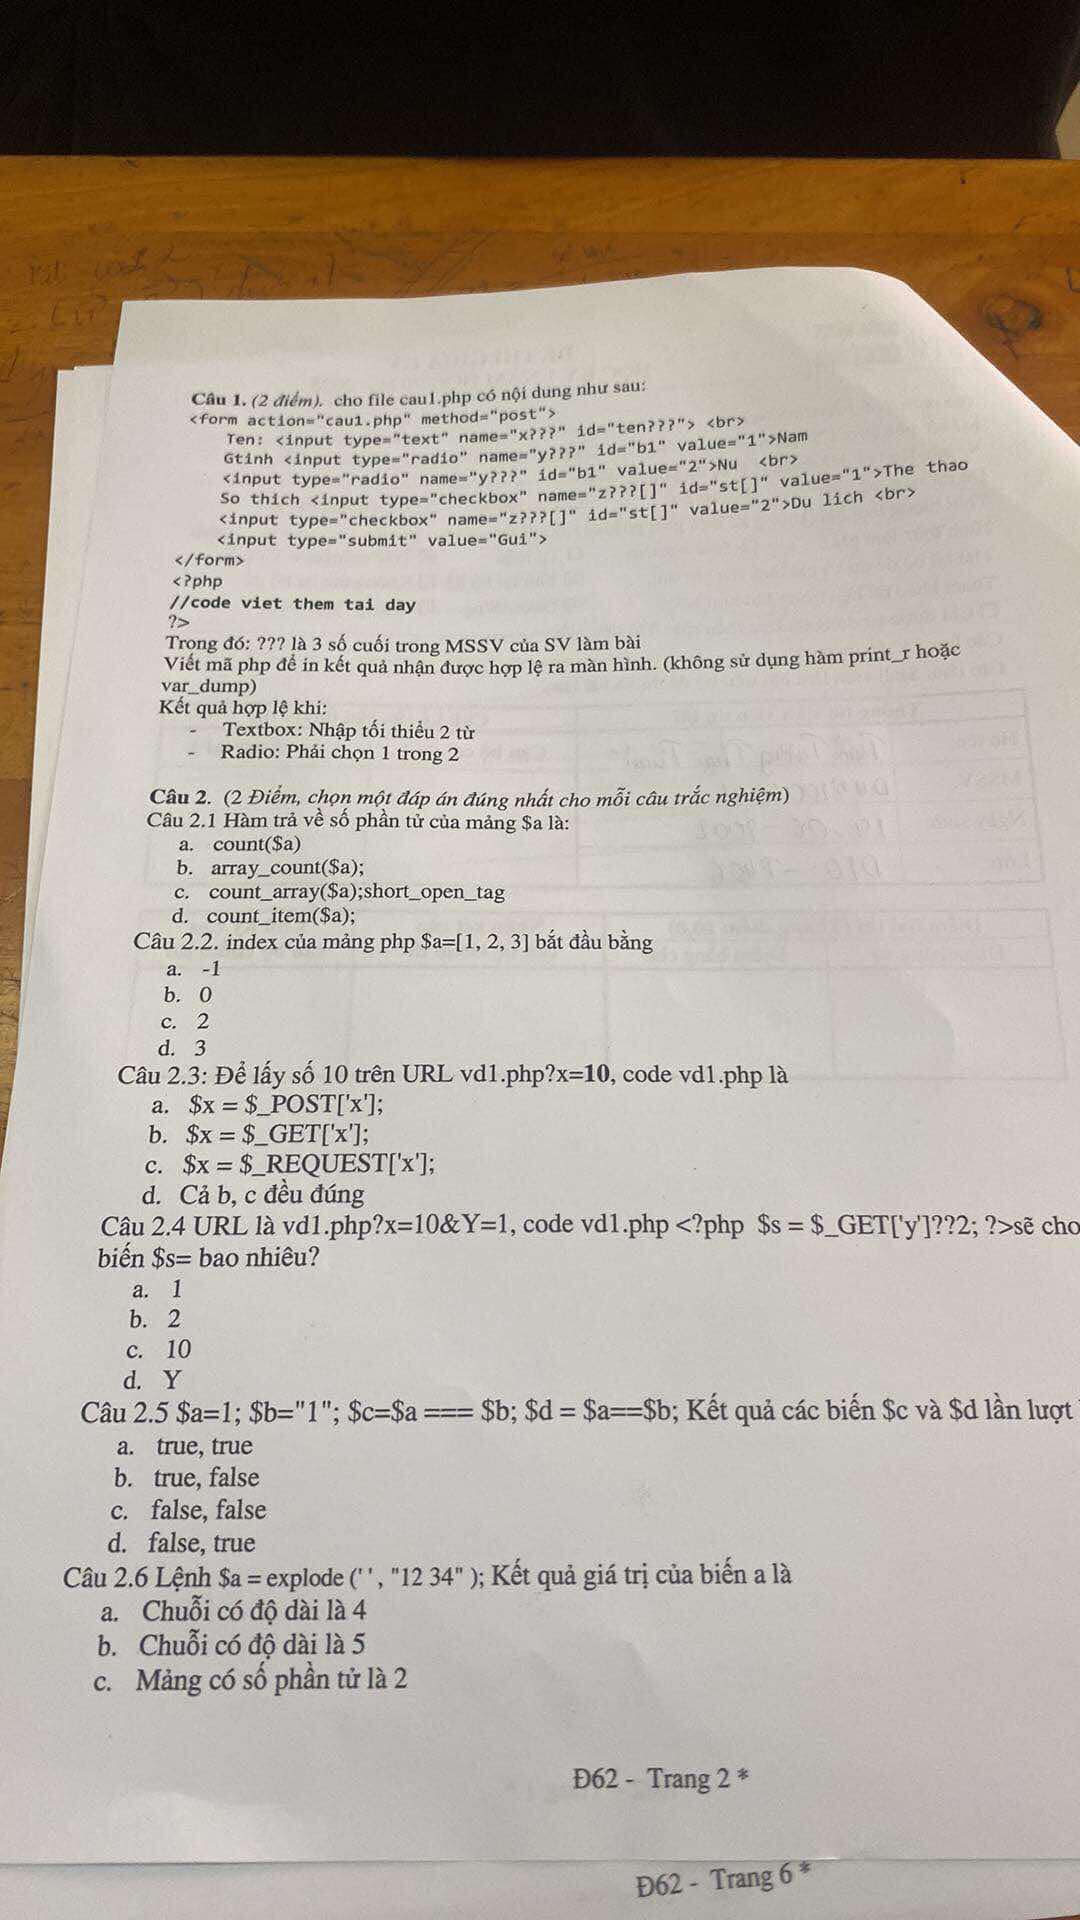 Câu 1. (2 điểm). cho file cau1.php có nội dung như sau:
<form action="cau1.php" method="post">
Ten: <input type="text" name="x???" id="ten???"> <br>
Gtinh <input type="radio" name="y???" id="b1" value="1">Nam
<input type="radio" name="y???" id="b1" value="2">Nu <br>
So thich <input type="checkbox" name="z???[]" id="st[]" value="1">The thao
<input type="checkbox" name="z???[]" id="st[]" value="2">Du lich <br>
<input type="submit" value="Gui">
</form>
<?php
//code viet them tai day
?>
Trong đó: ??? là 3 số cuối trong MSSV của SV làm bài
Viết mã php để in kết quả nhận được hợp lệ ra màn hình. (không sử dụng hàm print_r hoặc
var_dump)
Kết quả hợp lệ khi:
- Textbox: Nhập tối thiểu 2 từ
- Radio: Phải chọn 1 trong 2
Câu 2. (2 Điểm, chọn một đáp án đúng nhất cho mỗi câu trắc nghiệm)
Câu 2.1 Hàm trả về số phần tử của mảng $a là:
a. count($a)
b. array_count($a);
c. count_array($a);short_open_tag
d. count_item($a);
Câu 2.2. index của mảng php $a=[1, 2, 3] bắt đầu bằng
a. -1
b. 0
c. 2
d. 3
Câu 2.3: Để lấy số 10 trên URL vd1.php?x=10, code vd1.php là
a. $x = $_POST['x'];
b. $x = $_GET['x'];
c. $x = $_REQUEST['x'];
d. Cả b, c đều đúng
Câu 2.4 URL là vd1.php?x=10&Y=1, code vd1.php <?php $s = $_GET['y']??2; ?>sẽ cho
biến $s= bao nhiêu?
a. 1
b. 2
c. 10
d. Y
Câu 2.5 $a=1; $b="1"; $c=$a === $b; $d = $a==$b; Kết quả các biến $c và $d lần lượt
a. true, true
b. true, false
c. false, false
d. false, true
Câu 2.6 Lệnh $a = explode (' ', "12 34" ); Kết quả giá trị của biến a là
a. Chuỗi có độ dài là 4
b. Chuỗi có độ dài là 5
c. Mảng có số phần tử là 2
Đ62 - Trang 2 *
Đ62 - Trang 6 *